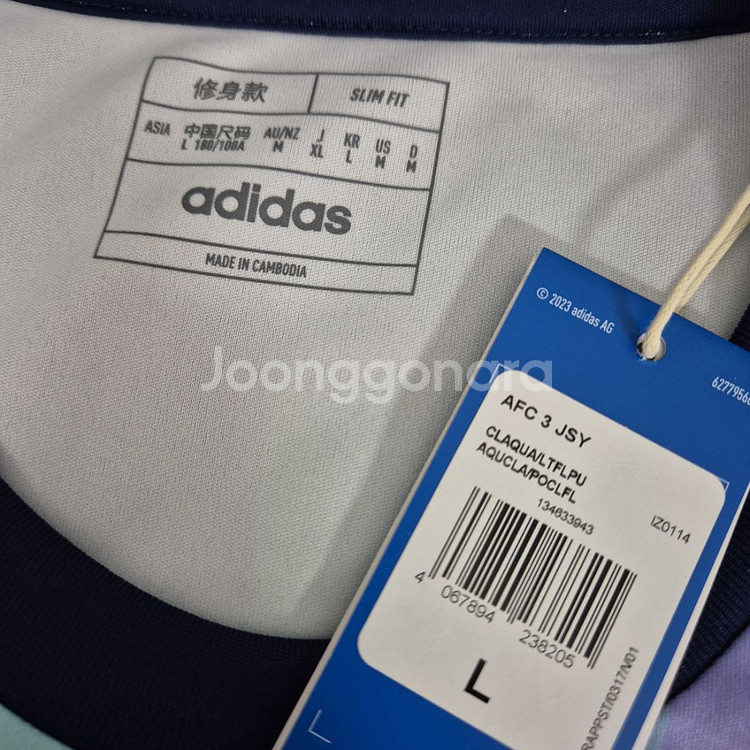 修身款 SLIM FIT
ASIA 中国尺码 AU/NZ J KR US D
L 180/100A M XL L M M
adidas
MADE IN CAMBODIA
Joonggonara
© 2023 adidas AG
AFC 3 JSY
CLAQUA/LTFLPU
AQUCLA/POCLFL
134633943
IZ0114
4 067894 238205
L